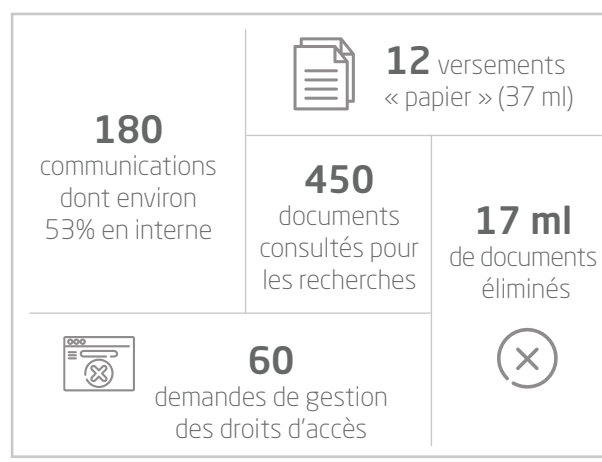 180
communications
dont environ
53% en interne
12 versements
« papier » (37 ml)
450
documents
consultés pour
les recherches
17 ml
de documents
éliminés
60
demandes de gestion
des droits d'accès